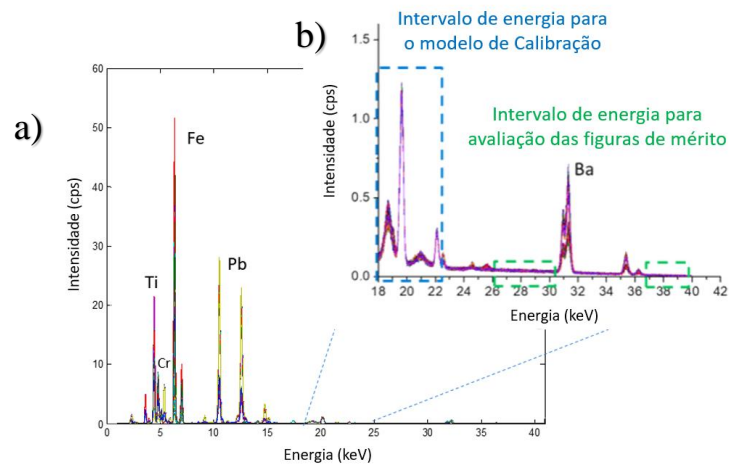 a)
60
50
40
30
20
10
0
Intensidade (cps)
Fe
Ti
Cr
Pb
0
5
10
15
20
25
30
35
40
Energia (keV)
b)
Intervalo de energia para
o modelo de Calibração
Intervalo de energia para
avaliação das figuras de mérito
Ba
1.5
1.0
0.5
0.0
Intensidade (cps)
18
20
22
24
26
28
30
32
34
36
38
40
42
Energia (keV)